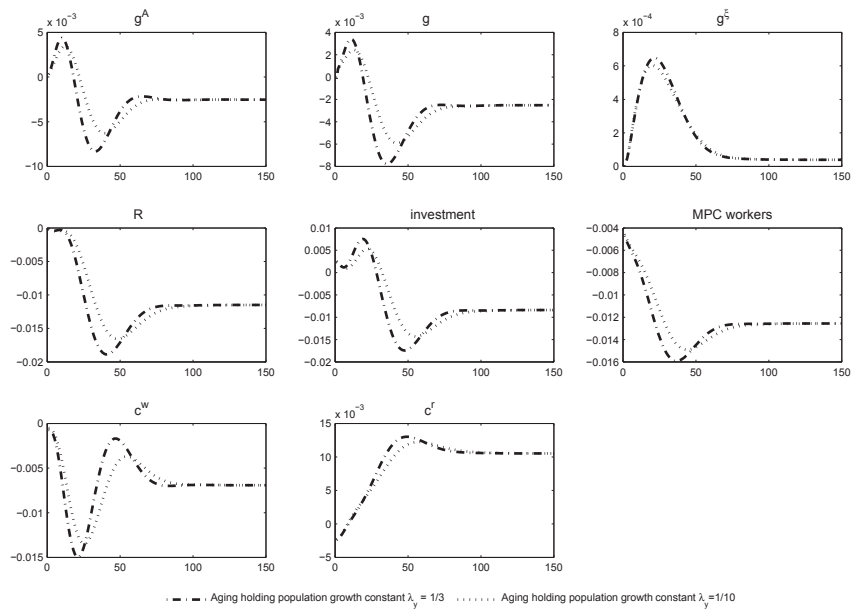 g^A g g^ξ
x 10^−3 x 10^−3 x 10^−4
5 4 8
2
0 0 6
−2 4
−5 −4 2
−6
−10 −8 0
0 50 100 150 0 50 100 150 0 50 100 150
R investment MPC workers
0 0.01 −0.004
0.005 −0.006
−0.005 0 −0.008
−0.01 −0.005 −0.01
−0.015 −0.01 −0.012
−0.015 −0.014
−0.02 −0.02 −0.016
0 50 100 150 0 50 100 150 0 50 100 150
c^w c^r
x 10^−3
0 15
−0.005 10
5
−0.01 0
−0.015 −5
0 50 100 150 0 50 100 150
Aging holding population growth constant λ_y = 1/3 Aging holding population growth constant λ_y =1/10